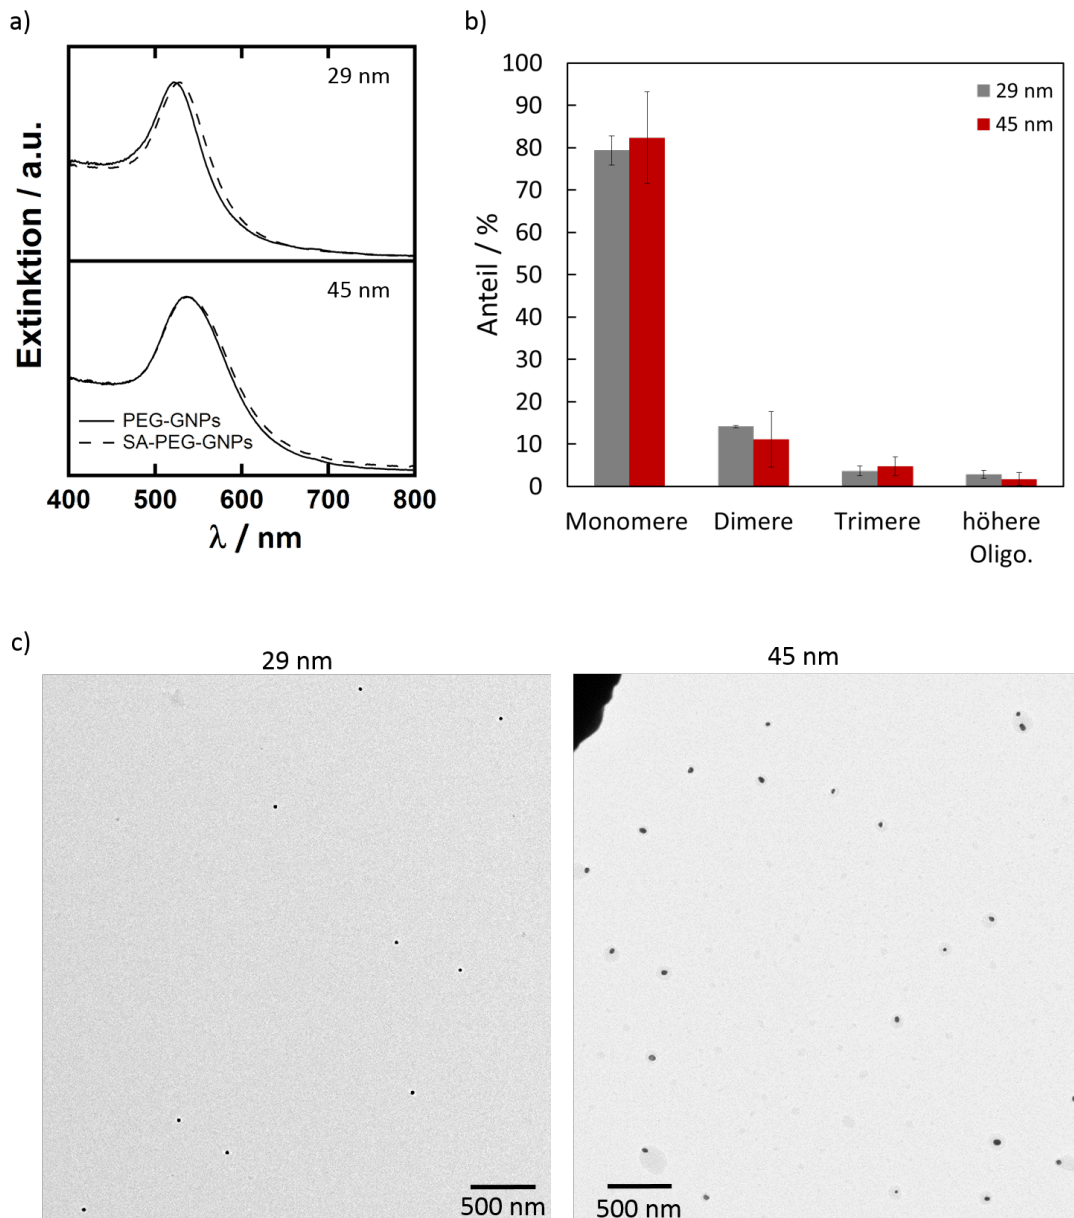 a)
29 nm
45 nm
PEG-GNPs
SA-PEG-GNPs
Extinktion / a.u.
400 500 600 700 800
λ / nm
b)
100
90
80
70
60
50
40
30
20
10
0
Anteil / %
29 nm
45 nm
Monomere Dimere Trimere höhere
Oligo.
c)
29 nm
45 nm
500 nm
500 nm